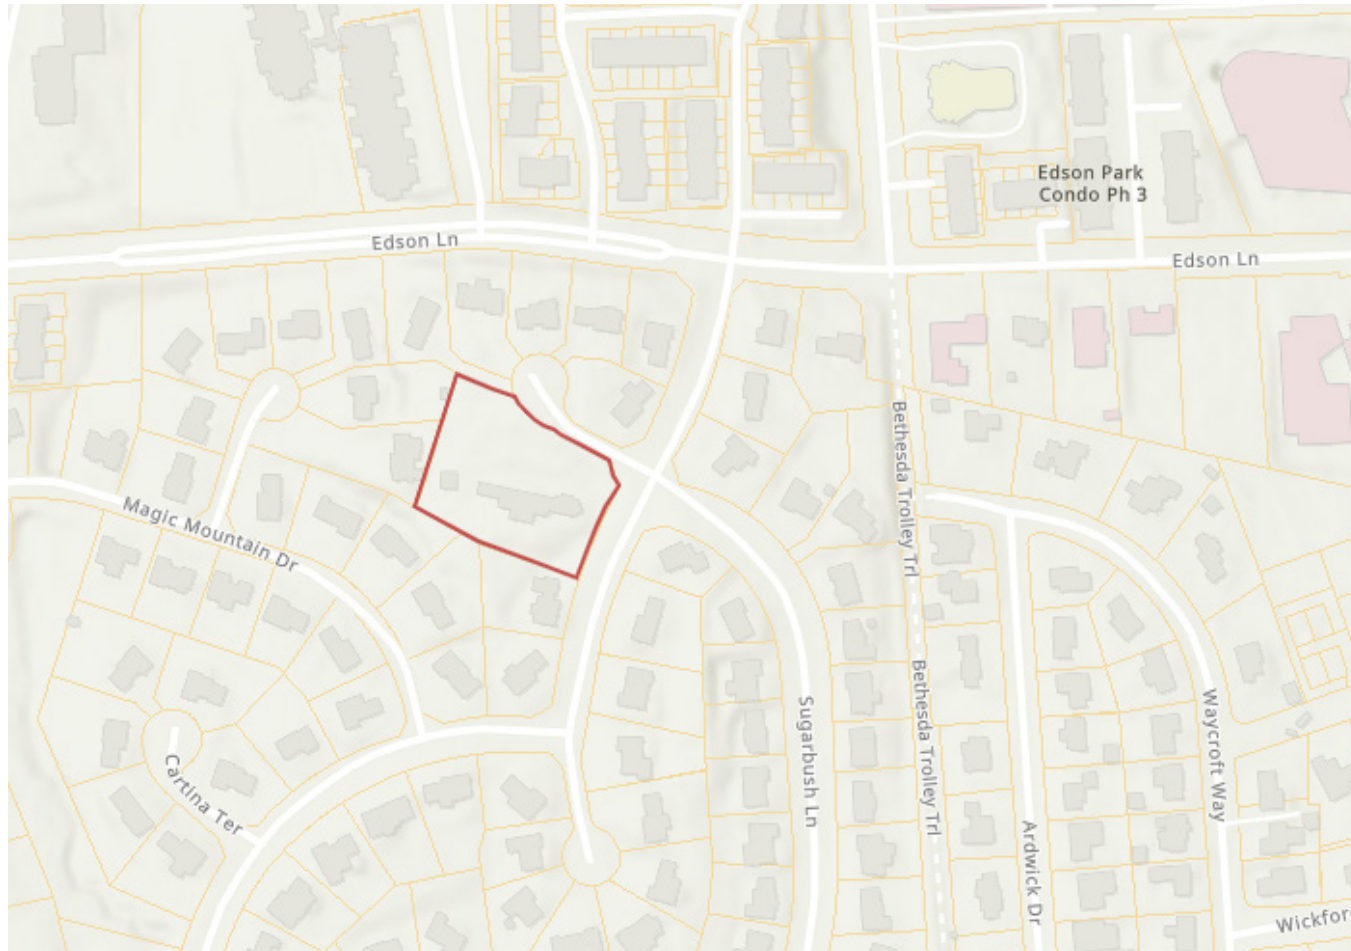 Edson Park
Condo Ph 3
Edson Ln
Edson Ln
Bethesda Trolley Trl
Magic Mountain Dr
Bethesda Trolley Trl
Sugarbush Ln
Waycroft Way
Cartina Ter
Ardwick Dr
Wickfor